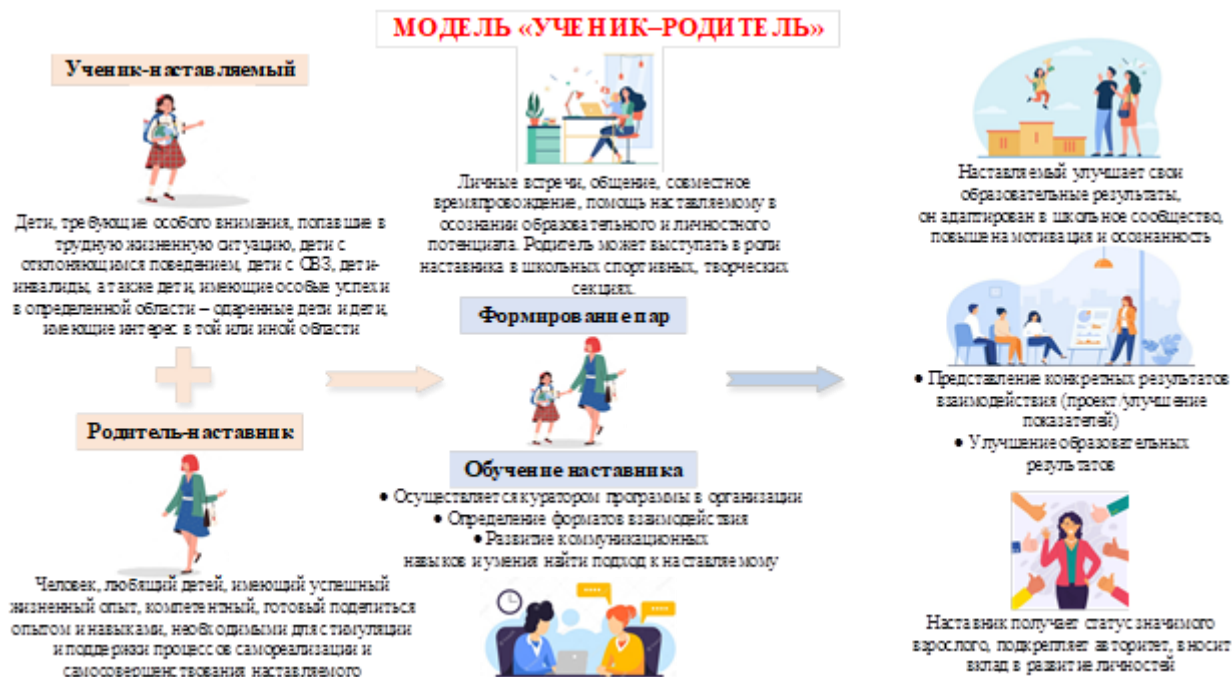 МОДЕЛЬ «УЧЕНИК–РОДИТЕЛЬ»
Ученик-наставляемый
Дети, требующие особого внимания, попавшие в
трудную жизненную ситуацию, дети с
отклоняющимся поведением, дети с ОВЗ, дети-
инвалиды, а также дети, имеющие особые успехи
в определенной области – одаренные дети и дети,
имеющие интерес в той или иной области
Родитель-наставник
Человек, любящий детей, имеющий успешный
жизненный опыт, компетентный, готовый поделиться
опытом и навыками, необходимыми для стимуляции
и поддержки процессов самореализации и
самосовершенствования наставляемого
Личные встречи, общение, совместное
времяпровождение, помощь наставляемому в
осознании образовательного и личностного
потенциала. Родитель может выступать в роли
наставника в школьных спортивных, творческих
секциях.
Формирование пар
Обучение наставника
● Осуществляется куратором программы в организации
● Определение форматов взаимодействия
● Развитие коммуникационных
навыков и умения найти подход к наставляемому
Наставляемый улучшает свои
образовательные результаты,
он адаптирован в школьное сообщество,
повышена мотивация и осознанность
● Представление конкретных результатов
взаимодействия (проект/улучшение
показателей)
● Улучшение образовательных
результатов
Наставник получает статус значимого
взрослого, подкрепляет авторитет, вносит
вклад в развитие личностей